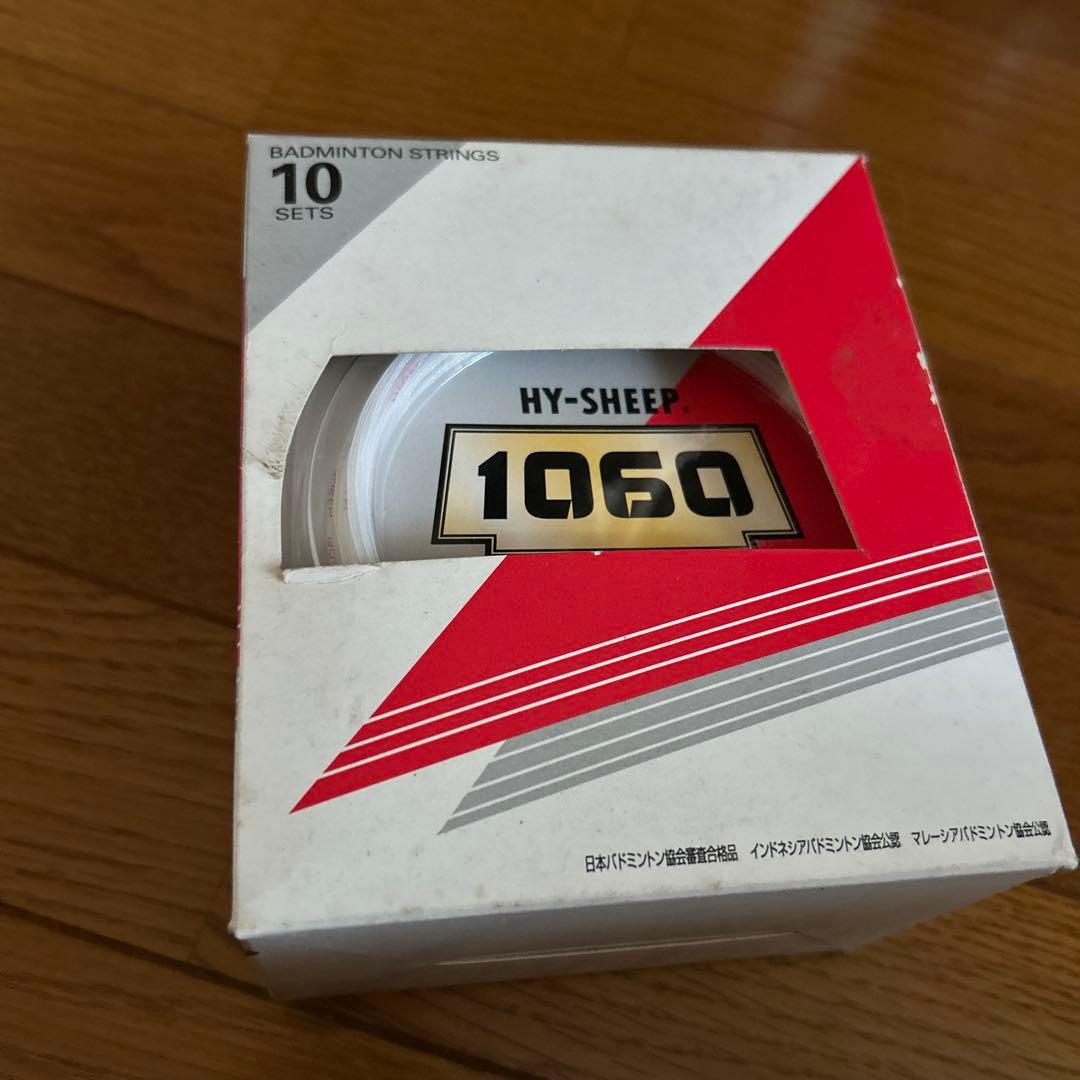 BADMINTON STRINGS
10
SETS
HY-SHEEP®
1060
日本バドミントン協会審査合格品 インドネシアバドミントン協会公認 マレーシアバドミントン協会公認